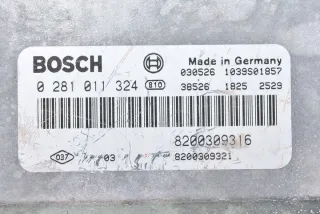 BOSCH
Made in Germany
030526 1039S01857
0 281 011 324 810
38526 1825 2529
8200309316
037 03 8200309321